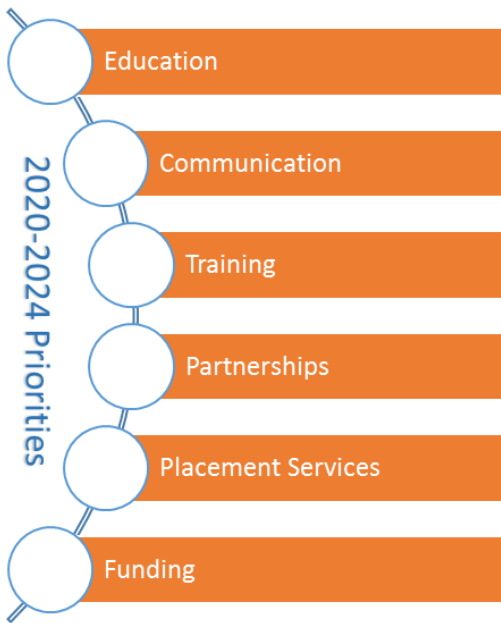 2020-2024 Priorities
Education
Communication
Training
Partnerships
Placement Services
Funding